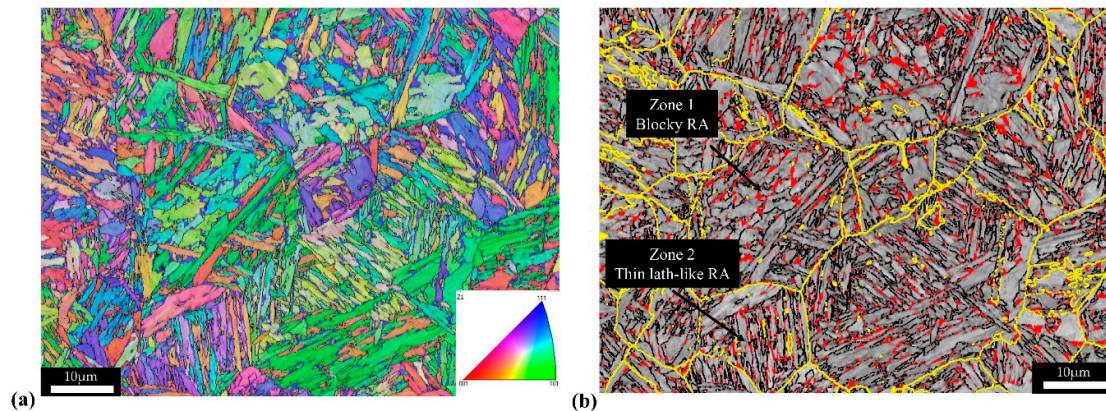 Zone 1
Blocky RA
Zone 2
Thin lath-like RA
Z1
111
001
101
10μm
10μm
(a)
(b)